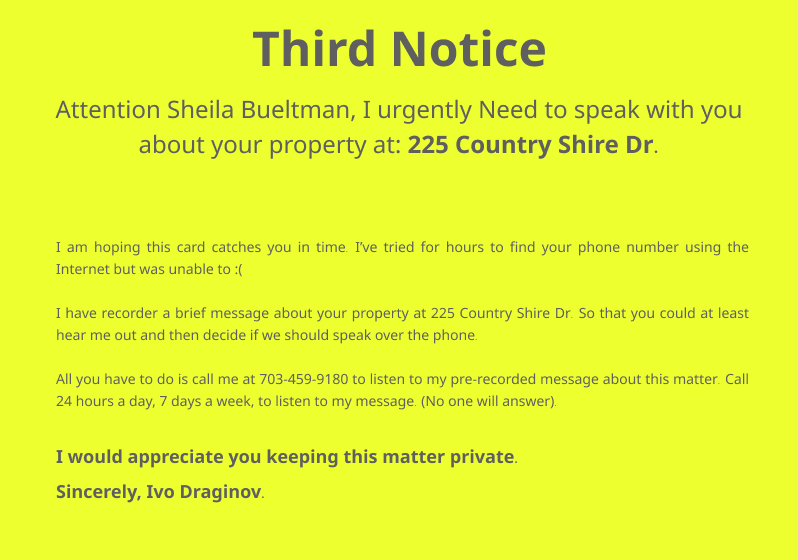 Third Notice
Attention Sheila Bueltman, I urgently Need to speak with you
about your property at: 225 Country Shire Dr.
I am hoping this card catches you in time. I've tried for hours to find your phone number using the
Internet but was unable to :(
I have recorder a brief message about your property at 225 Country Shire Dr. So that you could at least
hear me out and then decide if we should speak over the phone.
All you have to do is call me at 703-459-9180 to listen to my pre-recorded message about this matter. Call
24 hours a day, 7 days a week, to listen to my message. (No one will answer).
I would appreciate you keeping this matter private.
Sincerely, Ivo Draginov.